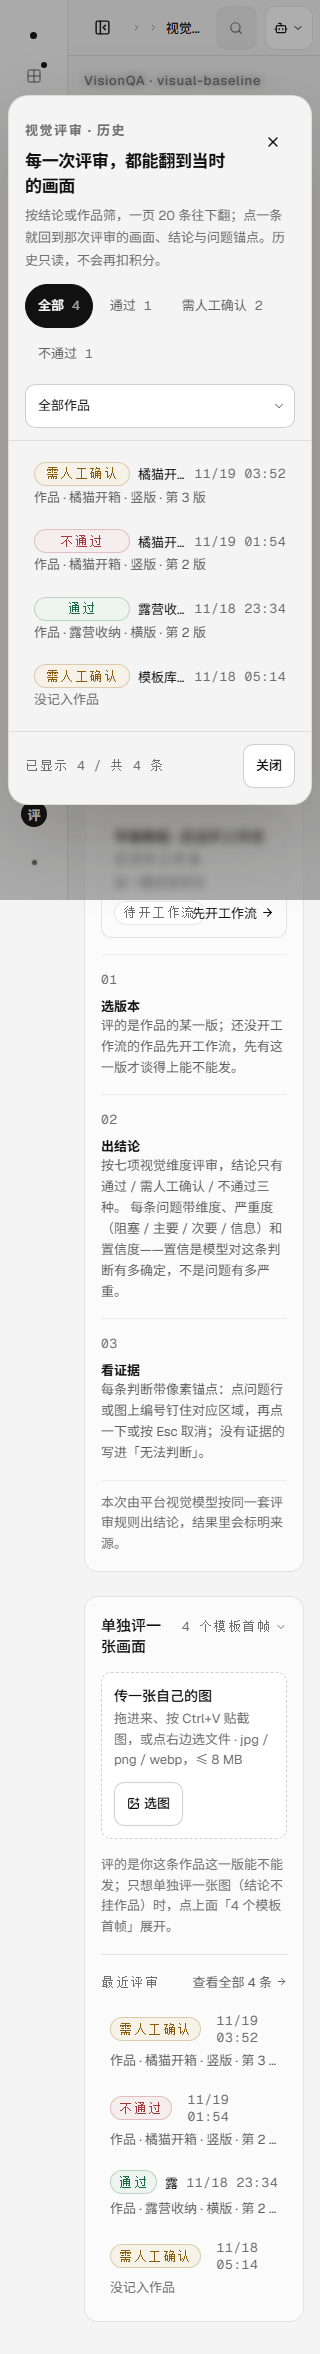 视觉…
VisionQA · visual-baseline
视觉评审 · 历史
每一次评审，都能翻到当时
的画面
按结论或作品筛，一页 20 条往下翻；点一条
就回到那次评审的画面、结论与问题锚点。历
史只读，不会再扣积分。
全部 4 通过 1 需人工确认 2
不通过 1
全部作品
需人工确认 橘猫开… 11/19 03:52
作品 · 橘猫开箱 · 竖版 · 第 3 版
不通过 橘猫开… 11/19 01:54
作品 · 橘猫开箱 · 竖版 · 第 2 版
通过 露营收… 11/18 23:34
作品 · 露营收纳 · 横版 · 第 2 版
需人工确认 模板库… 11/18 05:14
没记入作品
已显示 4 / 共 4 条 关闭
评
待开工作流 先开工作流 →
01
选版本
评的是作品的某一版；还没开工
作流的作品先开工作流，先有这
一版才谈得上能不能发。
02
出结论
按七项视觉维度评审，结论只有
通过 / 需人工确认 / 不通过三
种。 每条问题带维度、严重度
（阻塞 / 主要 / 次要 / 信息）和
置信度——置信是模型对这条判
断有多确定，不是问题有多严
重。
03
看证据
每条判断带像素锚点：点问题行
或图上编号钉住对应区域，再点
一下或按 Esc 取消；没有证据的
写进「无法判断」。
本次由平台视觉模型按同一套评
审规则出结论，结果里会标明来
源。
单独评一
张画面
4 个模板首帧
传一张自己的图
拖进来、按 Ctrl+V 贴截
图，或点右边选文件 · jpg /
png / webp，≤ 8 MB
选图
评的是你这条作品这一版能不能
发；只想单独评一张图（结论不
挂作品）时，点上面「4 个模板
首帧」展开。
最近评审 查看全部 4 条 →
需人工确认 11/19
03:52
作品 · 橘猫开箱 · 竖版 · 第 3 …
不通过 11/19
01:54
作品 · 橘猫开箱 · 竖版 · 第 2 …
通过 露 11/18 23:34
作品 · 露营收纳 · 横版 · 第 2 …
需人工确认 11/18
05:14
没记入作品